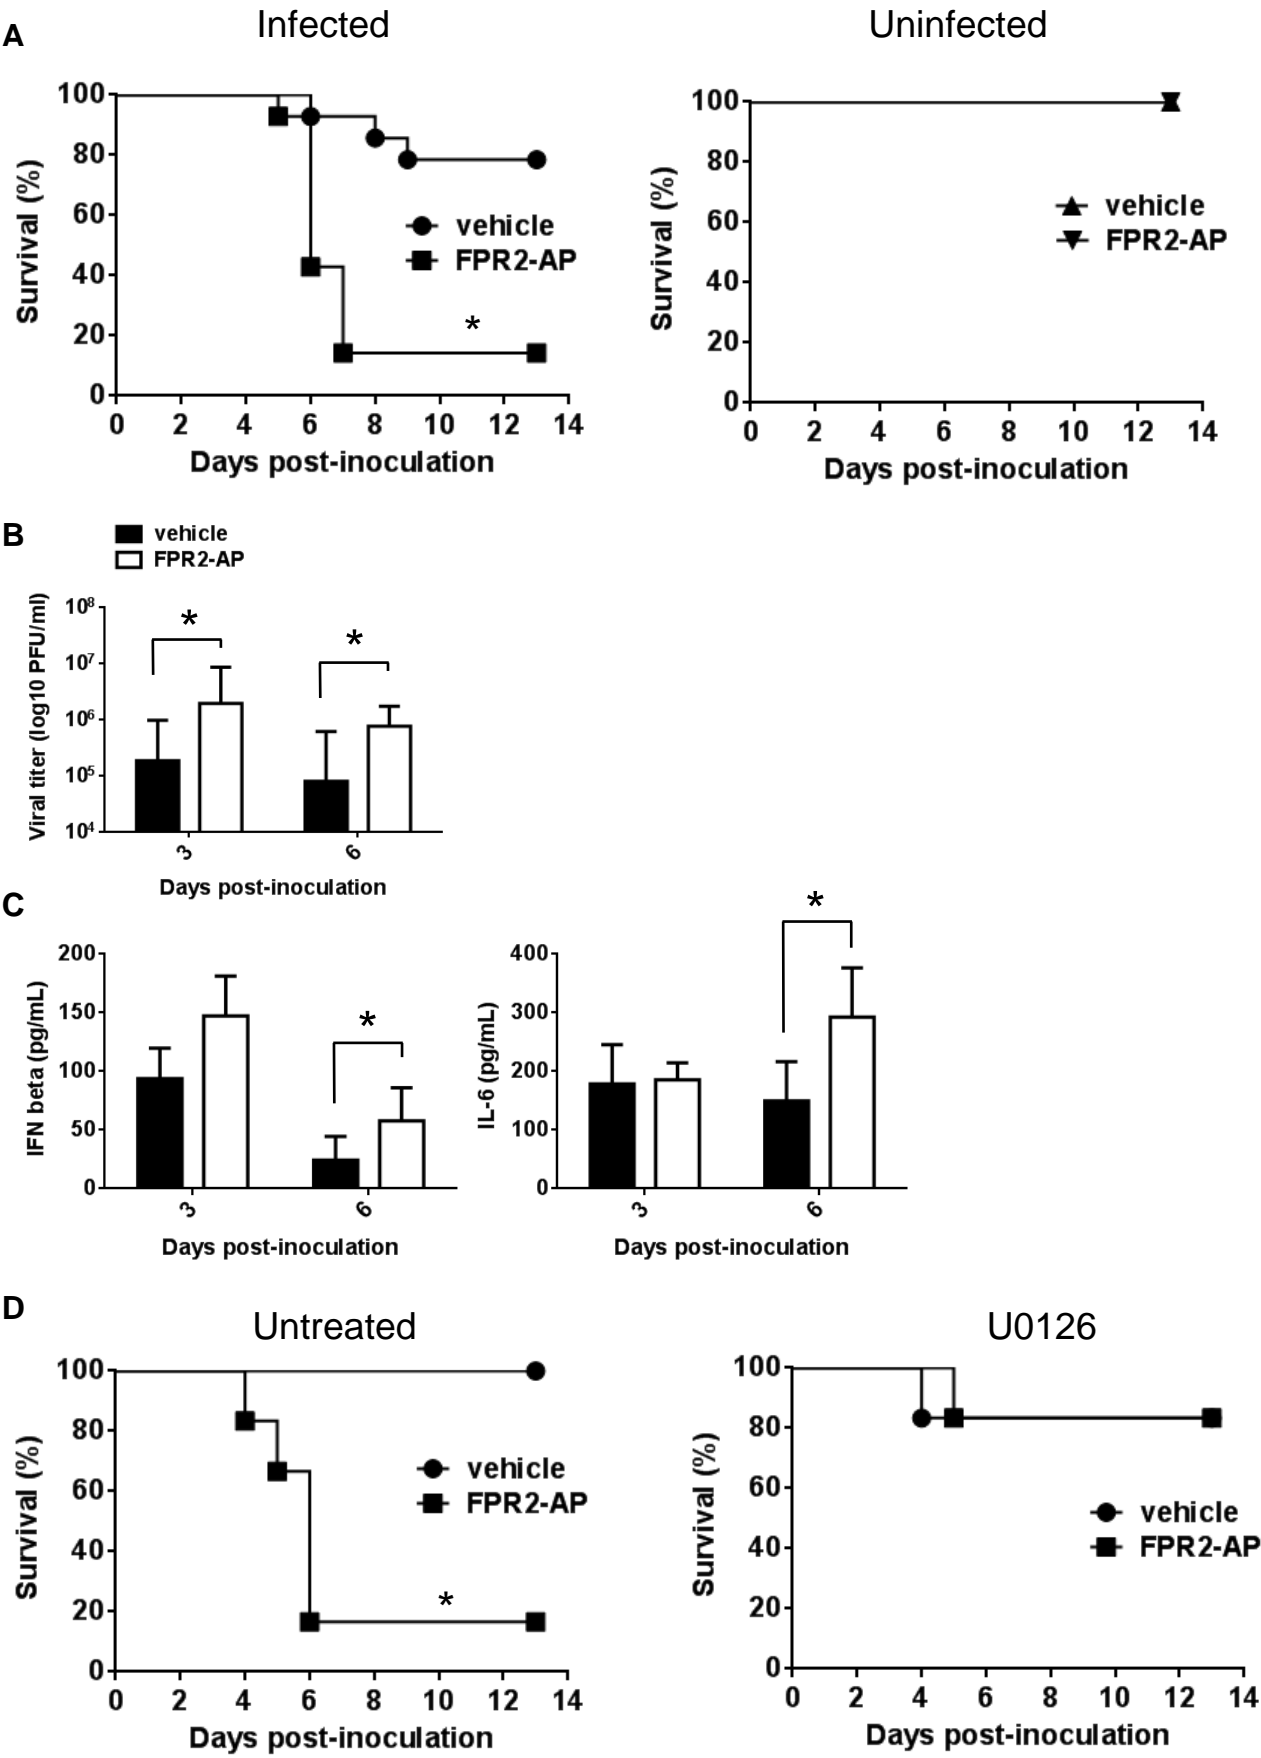 A
Infected
Uninfected
100
80
60
40
20
0
Survival (%)
vehicle
FPR2-AP
*
0 2 4 6 8 10 12 14
Days post-inoculation
100
80
60
40
20
0
Survival (%)
vehicle
FPR2-AP
0 2 4 6 8 10 12 14
Days post-inoculation
B
vehicle
FPR2-AP
Viral titer (log10 PFU/ml)
10⁸
10⁷
10⁶
10⁵
10⁴
* *
3 6
Days post-inoculation
C
IFN beta (pg/mL)
200
150
100
50
0
*
3 6
Days post-inoculation
IL-6 (pg/mL)
400
300
200
100
0
*
3 6
Days post-inoculation
D
Untreated
U0126
100
80
60
40
20
0
Survival (%)
vehicle
FPR2-AP
*
0 2 4 6 8 10 12 14
Days post-inoculation
100
80
60
40
20
0
Survival (%)
vehicle
FPR2-AP
0 2 4 6 8 10 12 14
Days post-inoculation